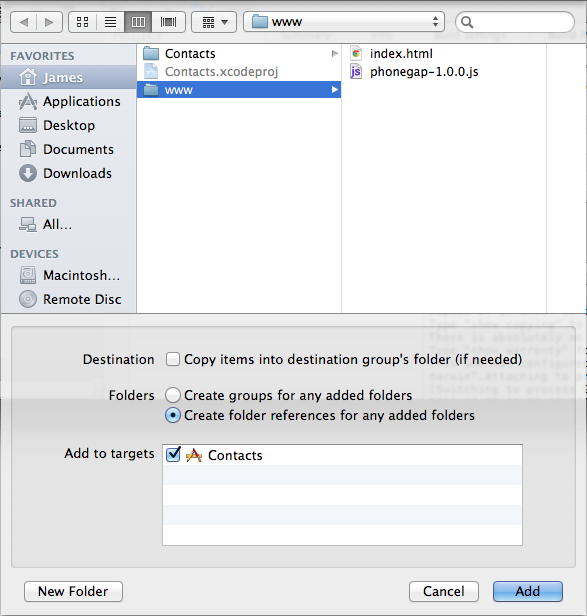 www
FAVORITES
James
Applications
Desktop
Documents
Downloads
SHARED
All...
DEVICES
Macintosh...
Remote Disc
Contacts
Contacts.xcodeproj
www
index.html
phonegap-1.0.0.js
Destination Copy items into destination group's folder (if needed)
Folders Create groups for any added folders
Create folder references for any added folders
Add to targets Contacts
New Folder Cancel Add